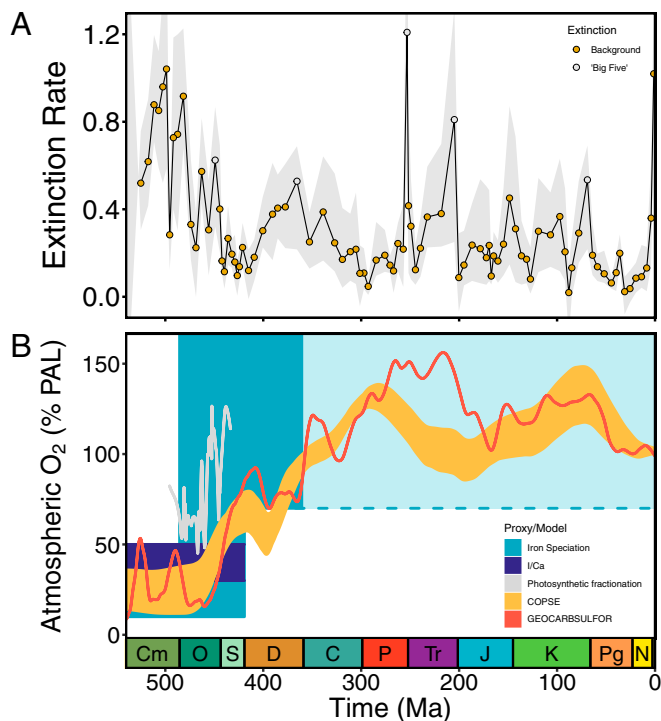 A
Extinction Rate
1.2
0.8
0.4
0.0
Extinction
Background
'Big Five'
B
Atmospheric O2 (% PAL)
150
100
50
0
Proxy/Model
Iron Speciation
I/Ca
Photosynthetic fractionation
COPSE
GEOCARBSULFOR
Cm O S D C P Tr J K Pg N
500 400 300 200 100 0
Time (Ma)